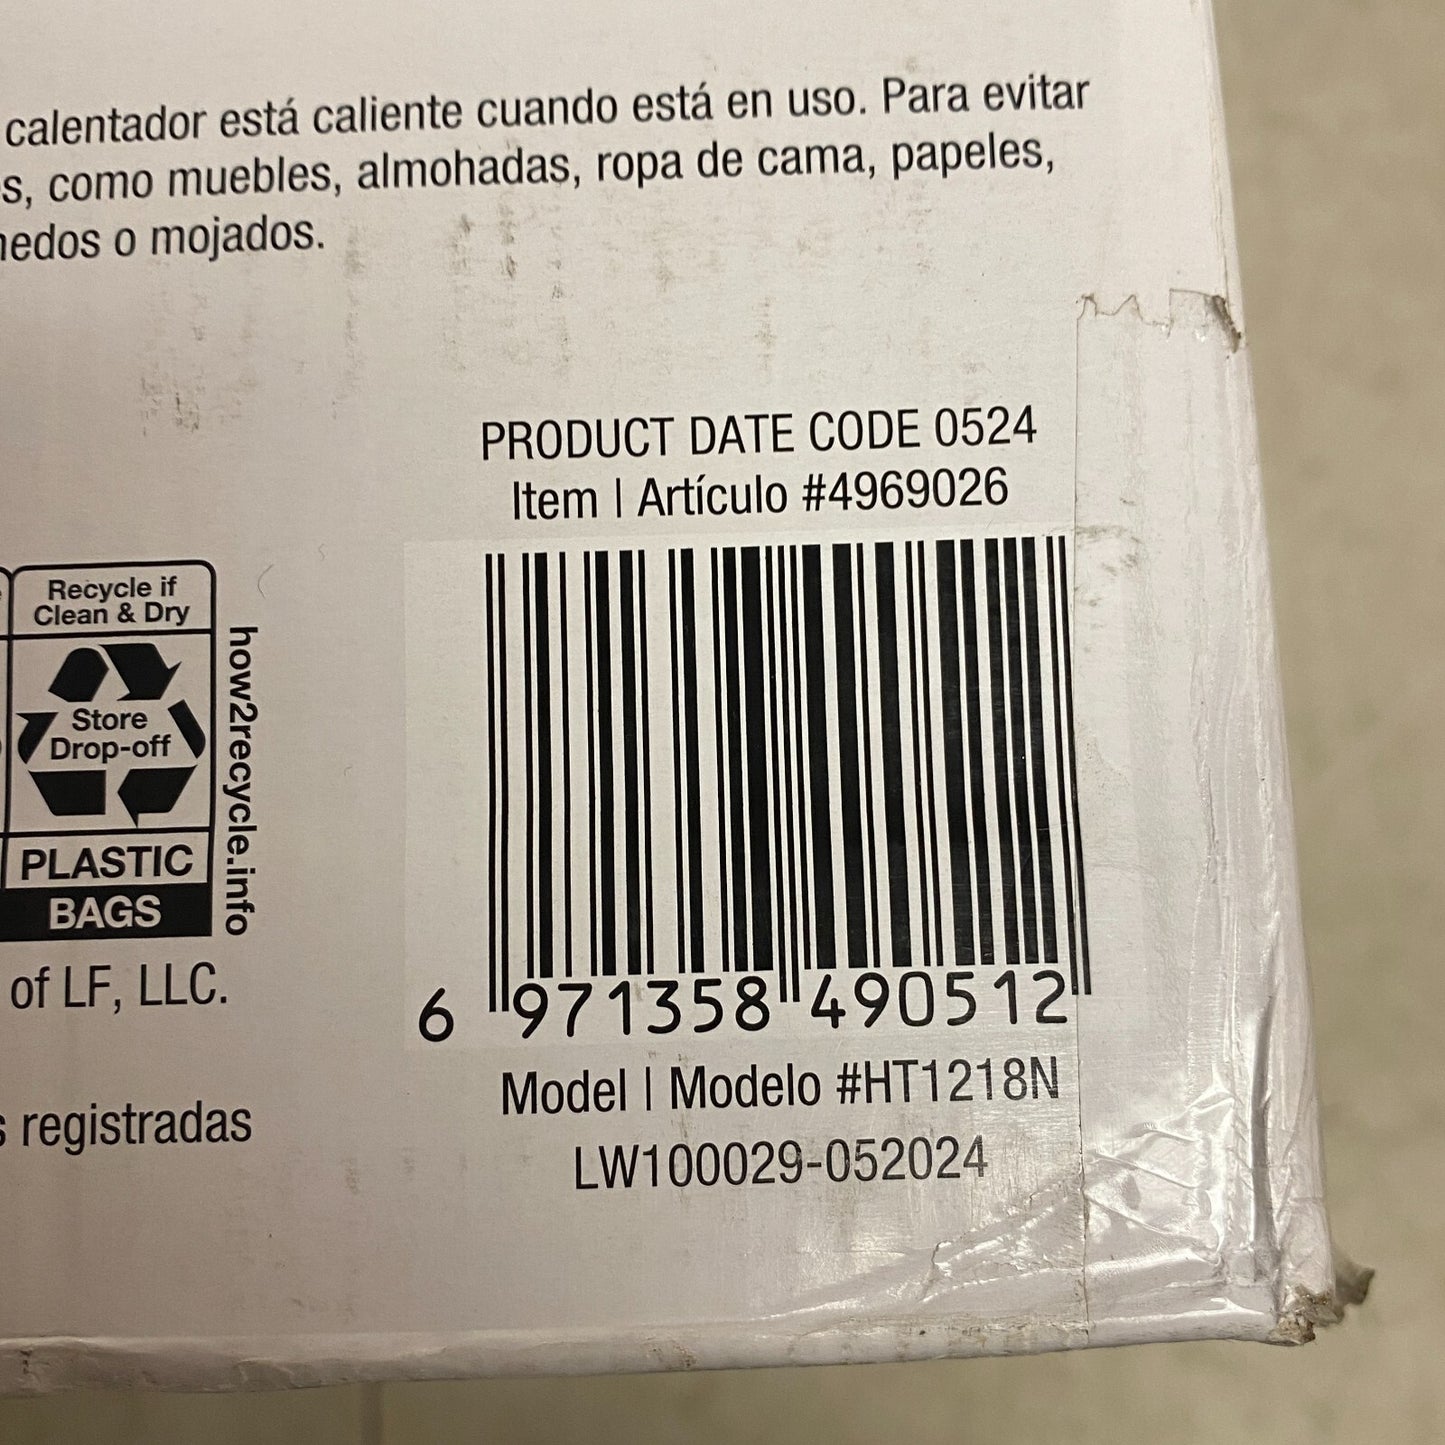 calentador está caliente cuando está en uso. Para evitar
s, como muebles, almohadas, ropa de cama, papeles,
nedos o mojados.
PRODUCT DATE CODE 0524
Item | Artículo #4969026
Recycle if
Clean & Dry
Store
Drop-off
PLASTIC
BAGS
how2recycle.info
6 971358 490512
of LF, LLC.
Model | Modelo #HT1218N
s registradas
LW100029-052024